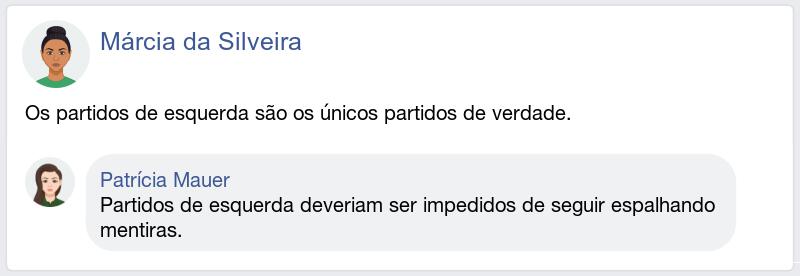 Márcia da Silveira
Os partidos de esquerda são os únicos partidos de verdade.
Patrícia Mauer
Partidos de esquerda deveriam ser impedidos de seguir espalhando
mentiras.